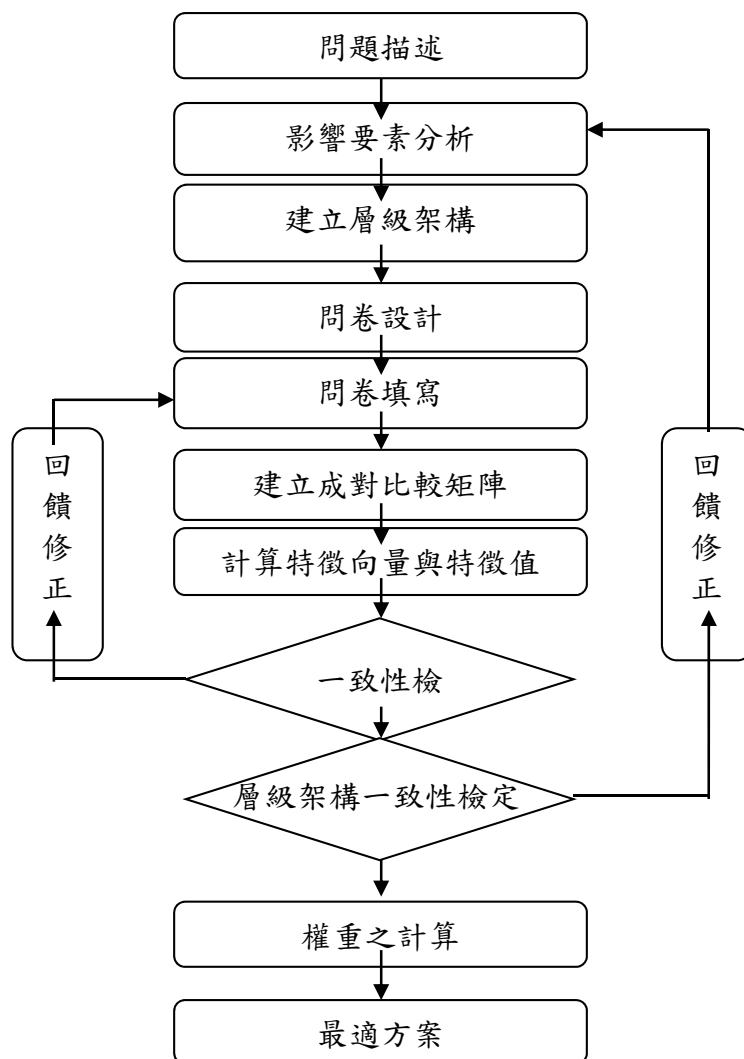 問題描述
影響要素分析
建立層級架構
問卷設計
問卷填寫
建立成對比較矩陣
計算特徵向量與特徵值
回饋修正
回饋修正
一致性檢
層級架構一致性檢定
權重之計算
最適方案